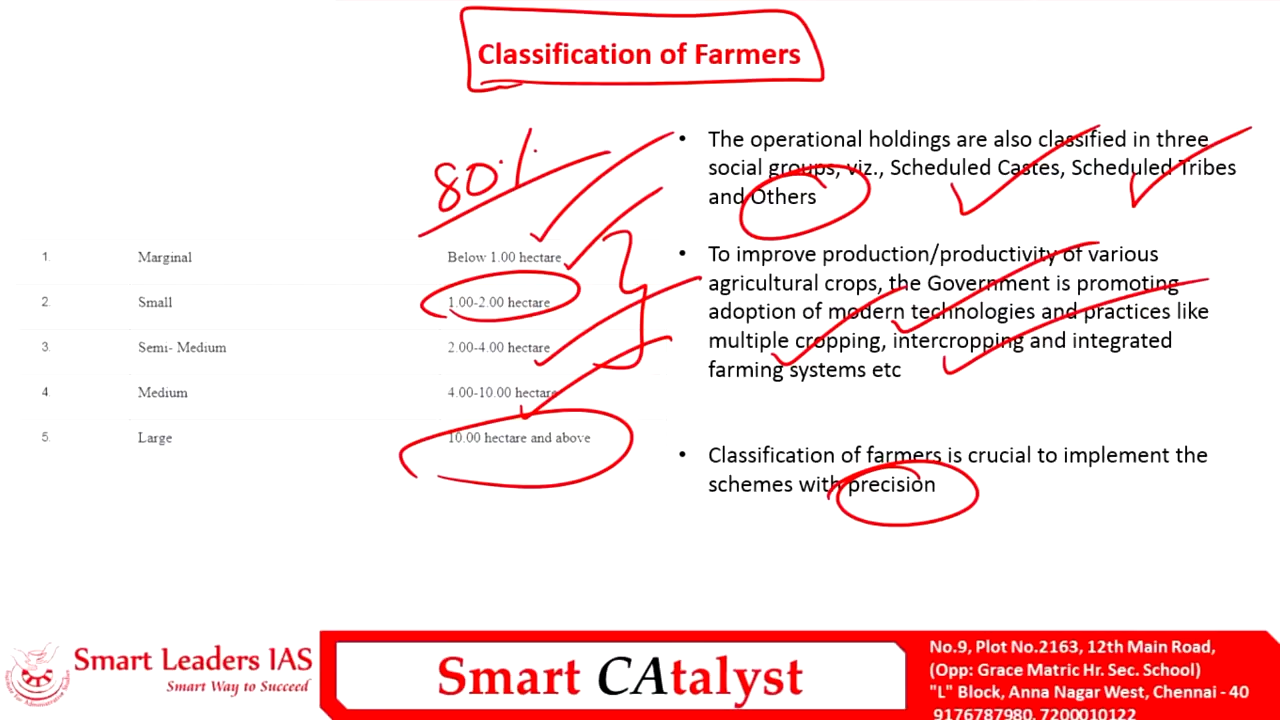 Classification of Farmers
80%
1. Marginal Below 1.00 hectare
2. Small 1.00-2.00 hectare
3. Semi- Medium 2.00-4.00 hectare
4. Medium 4.00-10.00 hectare
5. Large 10.00 hectare and above
• The operational holdings are also classified in three
social groups, viz., Scheduled Castes, Scheduled Tribes
and Others
• To improve production/productivity of various
agricultural crops, the Government is promoting
adoption of modern technologies and practices like
multiple cropping, intercropping and integrated
farming systems etc
• Classification of farmers is crucial to implement the
schemes with precision
Smart Leaders IAS
Smart Way to Succeed
Smart CAtalyst
No.9, Plot No.2163, 12th Main Road,
(Opp: Grace Matric Hr. Sec. School)
"L" Block, Anna Nagar West, Chennai - 40
9176787980, 7200010122